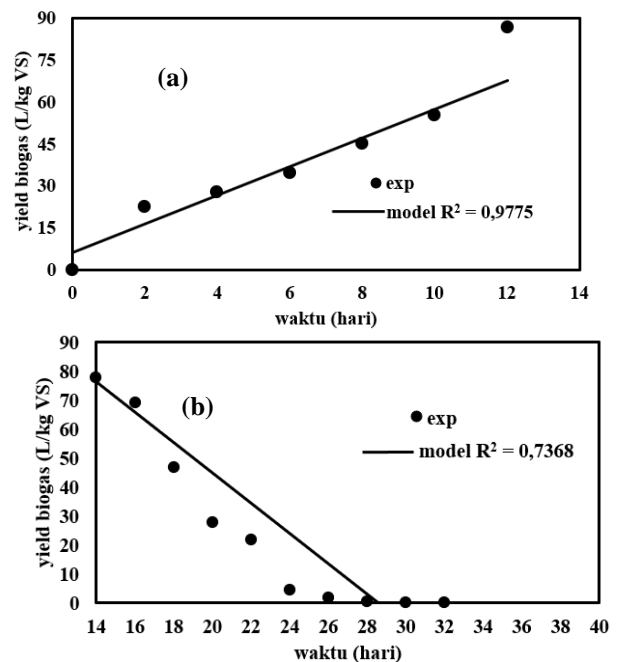 90
75
60
45
30
15
0
yield biogas (L/kg VS)
(a)
exp
model R² = 0,9775
0 2 4 6 8 10 12 14
waktu (hari)
90
80
70
60
50
40
30
20
10
0
yield biogas (L/kg VS)
(b)
exp
model R² = 0,7368
14 16 18 20 22 24 26 28 30 32 34 36 38 40
waktu (hari)